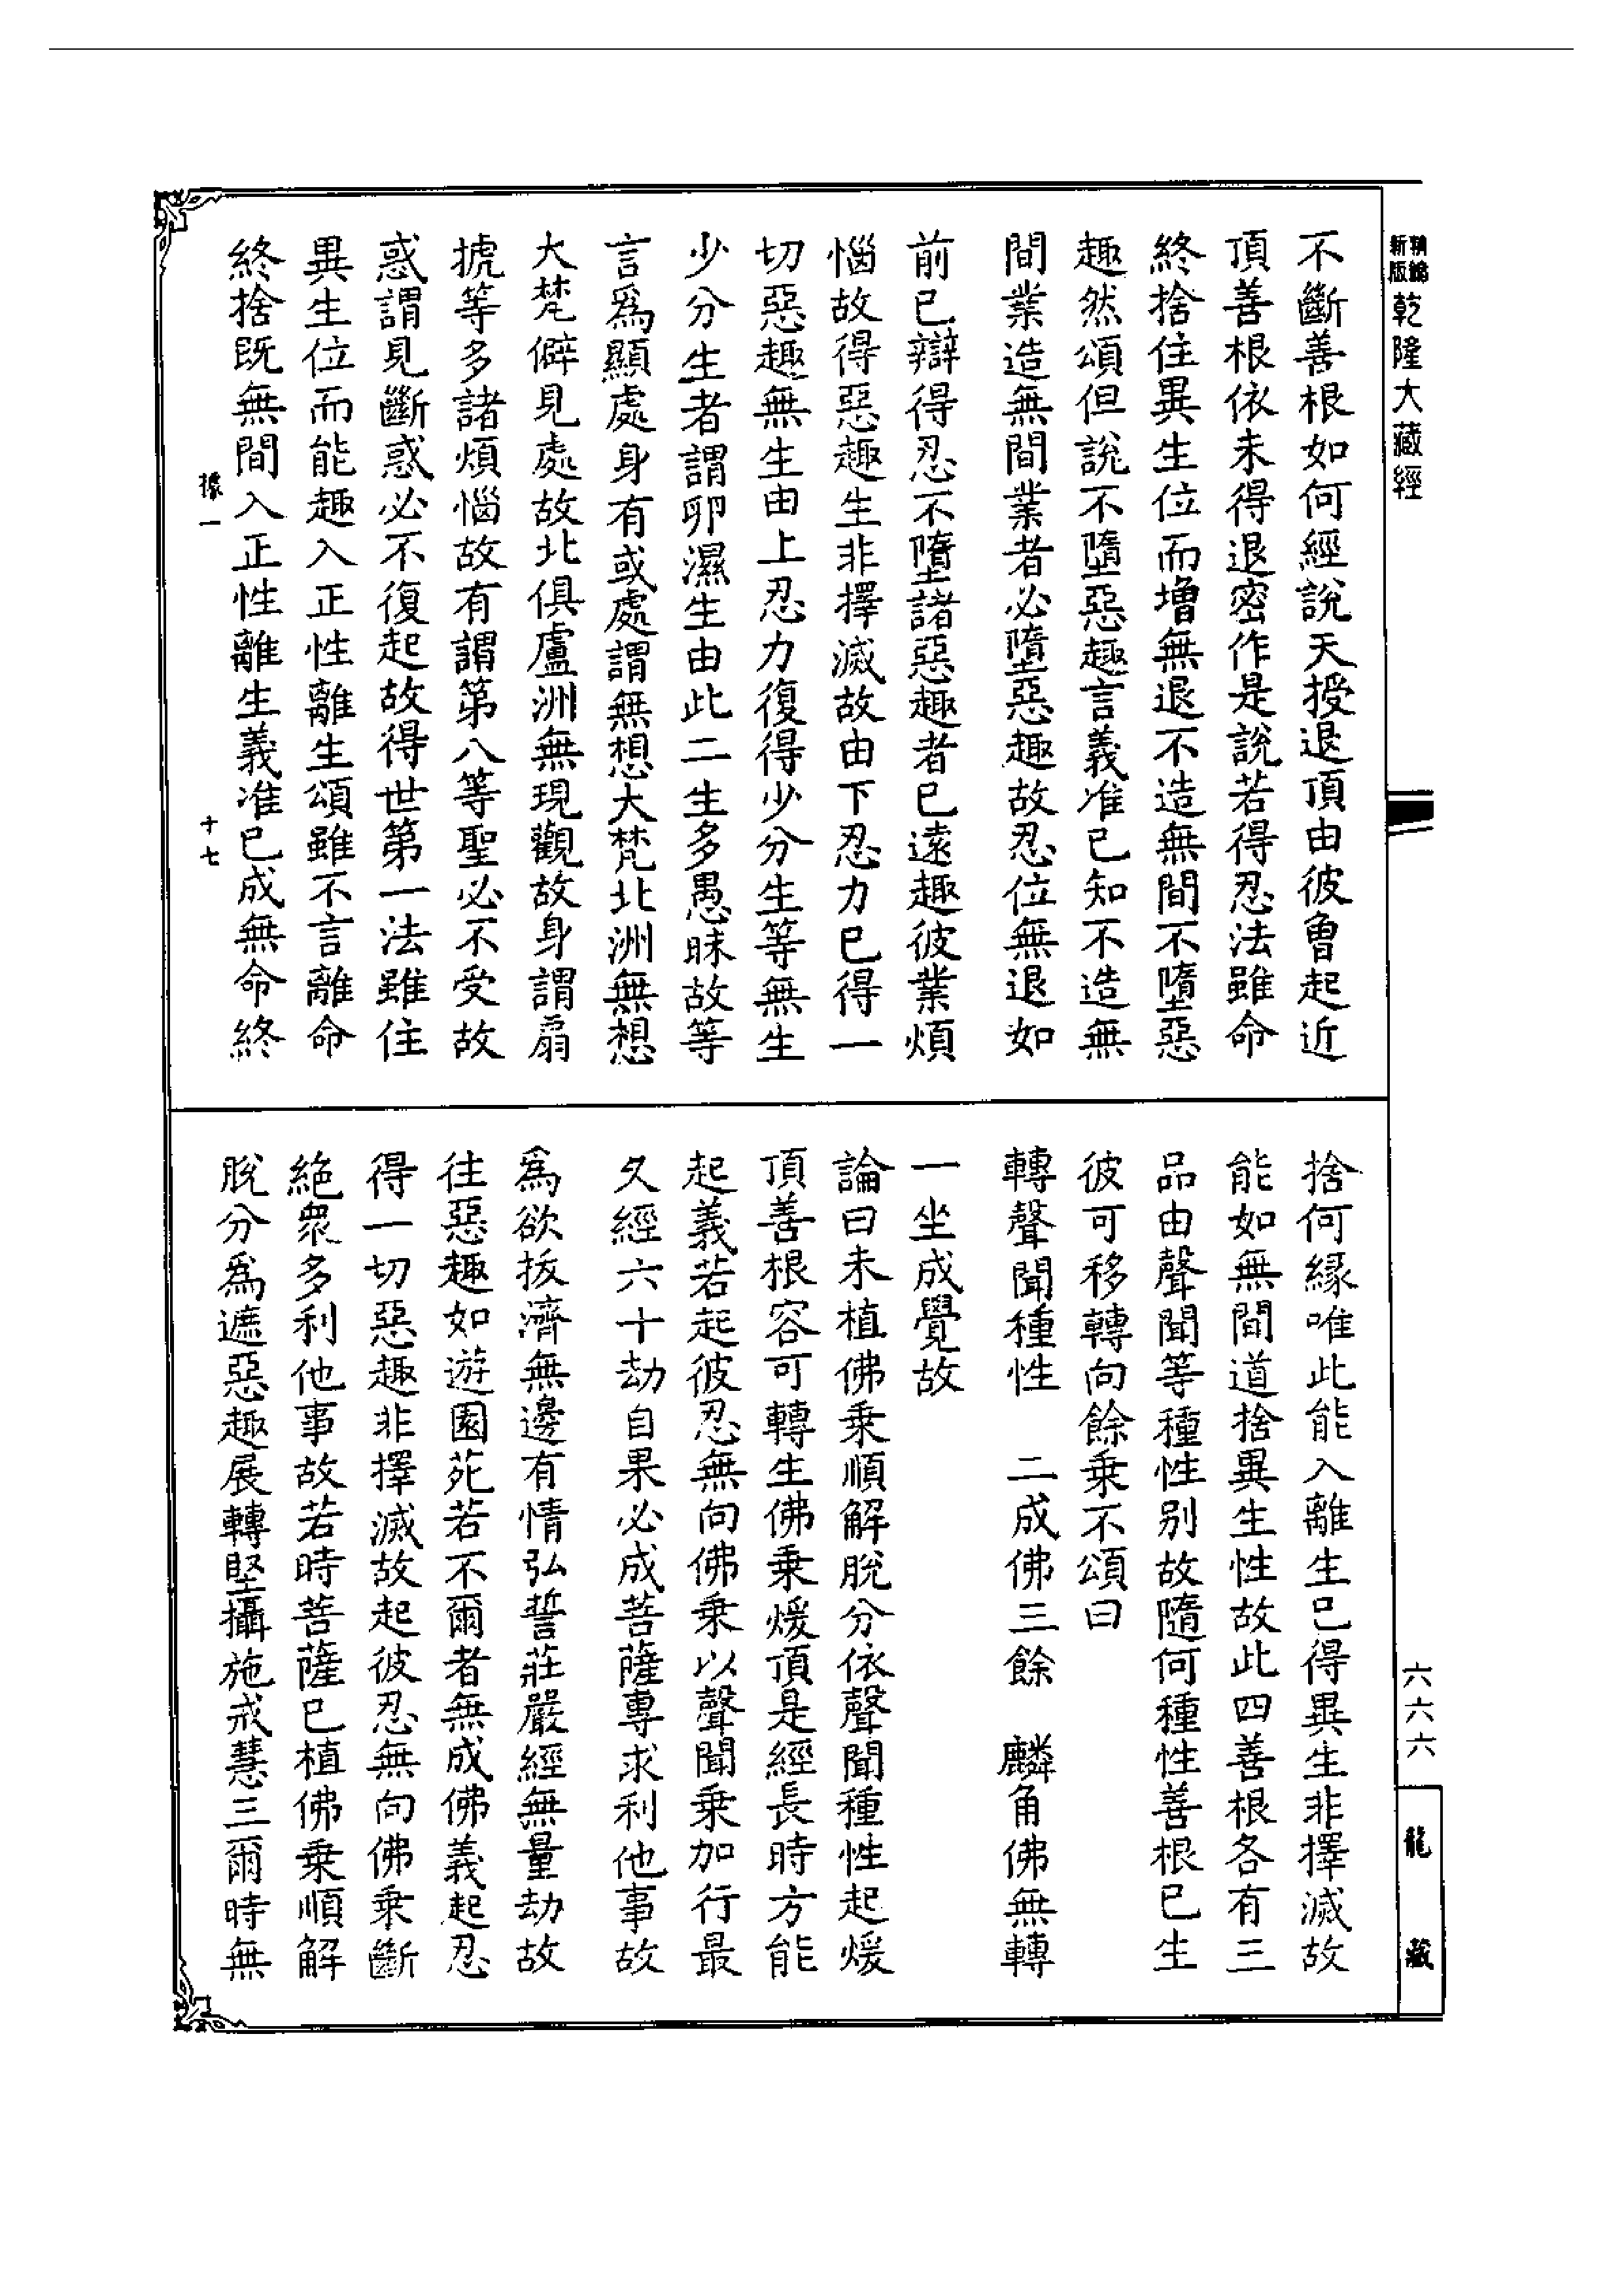 新版
精編
乾隆大藏經
六六六
龍藏
不斷善根如何經說天授退頂由彼曾起近
頂善根依未得退密作是說若得忍法雖命
終捨住異生位而增無退不造無間不墮惡
趣然頌但說不墮惡趣言義准已知不造無
間業造無間業者必墮惡趣故忍位無退如
前已辯得忍不墮諸惡趣者已遠趣彼業煩
惱故得惡趣生非擇滅故由下忍力已得一
切惡趣無生由上忍力復得少分生等無生
少分生者謂卵濕生由此二生多愚昧故等
言為顯處身有或處謂無想大梵北洲無想
大梵僻見處故北俱盧洲無現觀故身謂扇
搋等多諸煩惱故有謂第八等聖必不受故
惑謂見斷惑必不復起故得世第一法雖住
異生位而能趣入正性離生頌雖不言離命
終捨既無間入正性離生義准已成無命終
據一
十七
捨何緣唯此能入離生已得異生非擇滅故
能如無間道捨異生性故此四善根各有三
品由聲聞等種性別故隨何種性善根已生
彼可移轉向餘乘不頌曰
轉聲聞種性　二成佛三餘　麟角佛無轉
一坐成覺故
論曰未植佛乘順解脫分依聲聞種性起煖
頂善根容可轉生佛乘煖頂是經長時方能
起義若起彼忍無向佛乘以聲聞乘加行最
久經六十劫自果必成菩薩專求利他事故
為欲拔濟無邊有情弘誓莊嚴經無量劫故
往惡趣如遊園苑若不爾者無成佛義起忍
得一切惡趣非擇滅故起彼忍無向佛乘斷
絕眾多利他事故若時菩薩已植佛乘順解
脫分為遮惡趣展轉堅攝施戒慧三爾時無